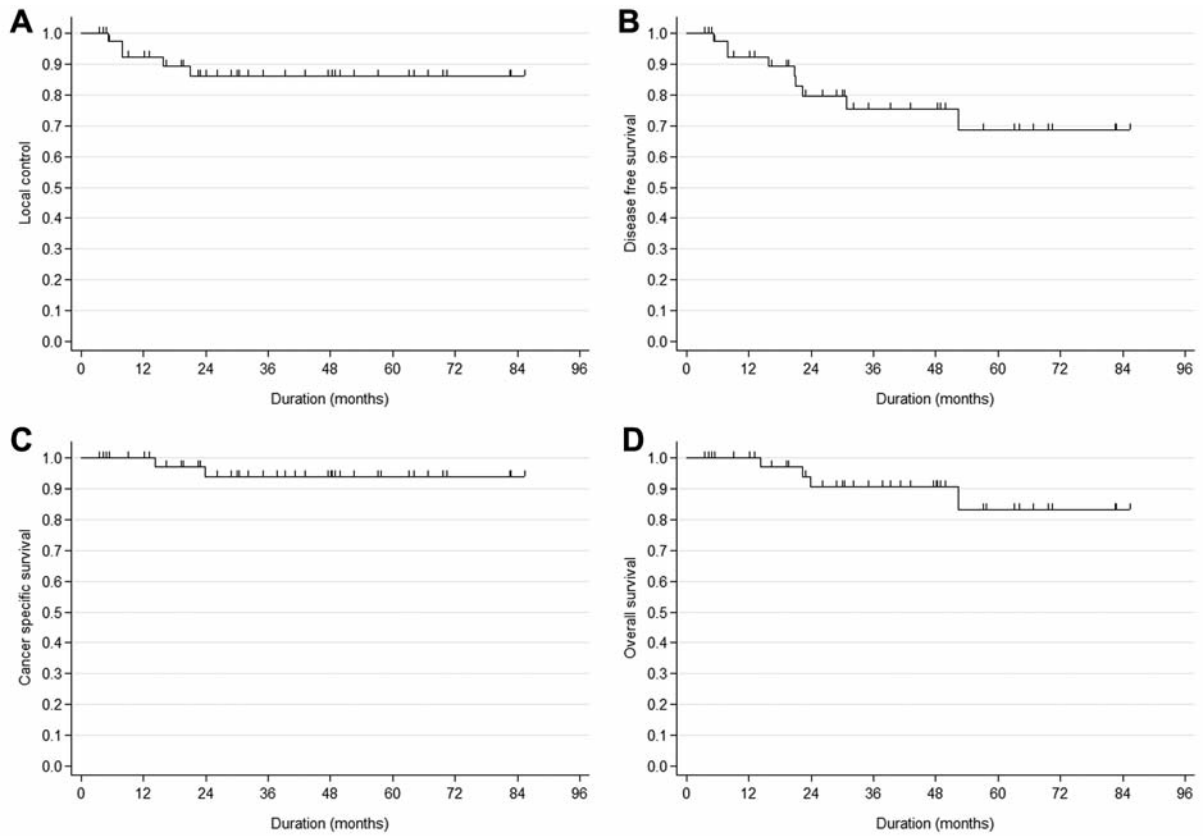 A
1.0
0.9
0.8
0.7
0.6
0.5
0.4
0.3
0.2
0.1
0.0
Local control
0 12 24 36 48 60 72 84 96
Duration (months)
B
1.0
0.9
0.8
0.7
0.6
0.5
0.4
0.3
0.2
0.1
0.0
Disease free survival
0 12 24 36 48 60 72 84 96
Duration (months)
C
1.0
0.9
0.8
0.7
0.6
0.5
0.4
0.3
0.2
0.1
0.0
Cancer specific survival
0 12 24 36 48 60 72 84 96
Duration (months)
D
1.0
0.9
0.8
0.7
0.6
0.5
0.4
0.3
0.2
0.1
0.0
Overall survival
0 12 24 36 48 60 72 84 96
Duration (months)